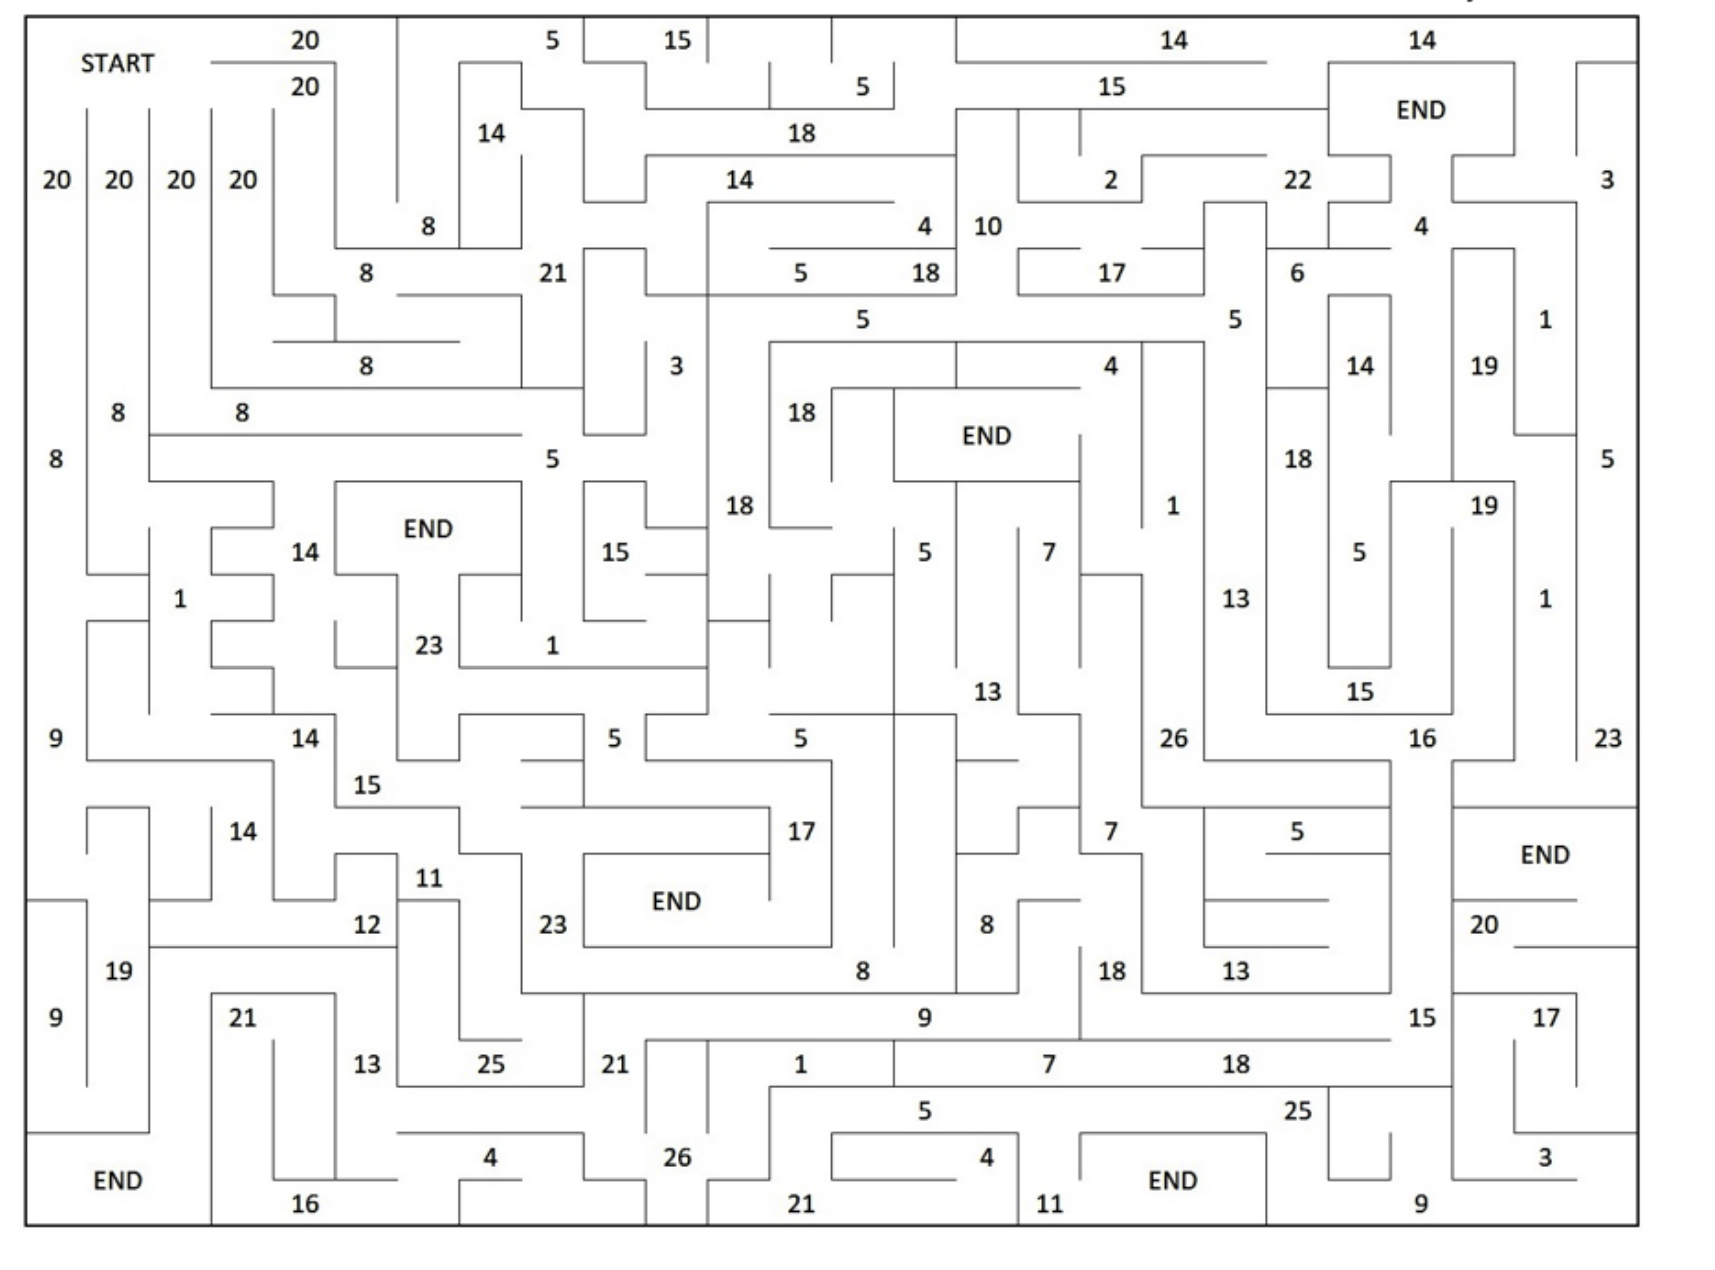 20 5 15 14 14
START
20 5 15
END
14 18
20 20 20 20 14 2 22 3
8 4 10 4
8 21 5 18 17 6
5 5 1
8 3 4 14 19
8 8 18
END
8 5 18 5
18 1 19
END
14 15 5 7 5
1 13 1
23 1
13 15
9 14 5 5 26 16 23
15
14 17 7 5
END
11
END
12 23 8 20
19 8 18 13
9 21 9 15 17
13 25 21 1 7 18
5 25
4 26 4 3
END END
16 21 11 9